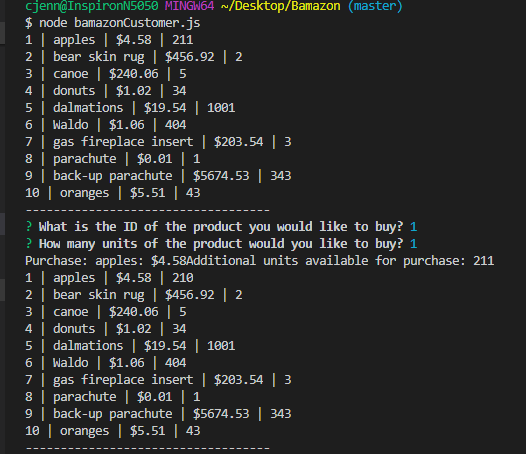 cjenn@InspironN5050 MINGW64 ~/Desktop/Bamazon (master)
$ node bamazonCustomer.js
1 | apples | $4.58 | 211
2 | bear skin rug | $456.92 | 2
3 | canoe | $240.06 | 5
4 | donuts | $1.02 | 34
5 | dalmations | $19.54 | 1001
6 | Waldo | $1.06 | 404
7 | gas fireplace insert | $203.54 | 3
8 | parachute | $0.01 | 1
9 | back-up parachute | $5674.53 | 343
10 | oranges | $5.51 | 43
-----------------------------------
? What is the ID of the product you would like to buy? 1
? How many units of the product would you like to buy? 1
Purchase: apples: $4.58Additional units available for purchase: 211
1 | apples | $4.58 | 210
2 | bear skin rug | $456.92 | 2
3 | canoe | $240.06 | 5
4 | donuts | $1.02 | 34
5 | dalmations | $19.54 | 1001
6 | Waldo | $1.06 | 404
7 | gas fireplace insert | $203.54 | 3
8 | parachute | $0.01 | 1
9 | back-up parachute | $5674.53 | 343
10 | oranges | $5.51 | 43
-----------------------------------